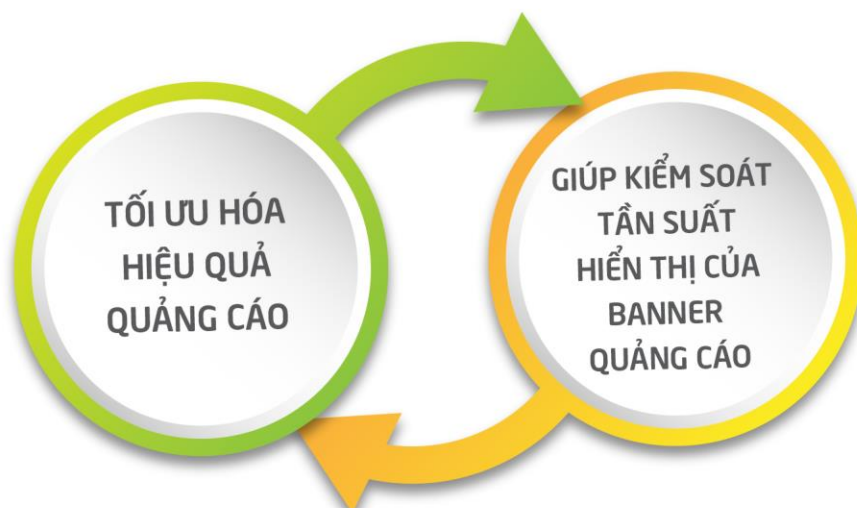 TỐI ƯU HÓA
HIỆU QUẢ
QUẢNG CÁO
GIÚP KIỂM SOÁT
TẦN SUẤT
HIỂN THỊ CỦA
BANNER
QUẢNG CÁO